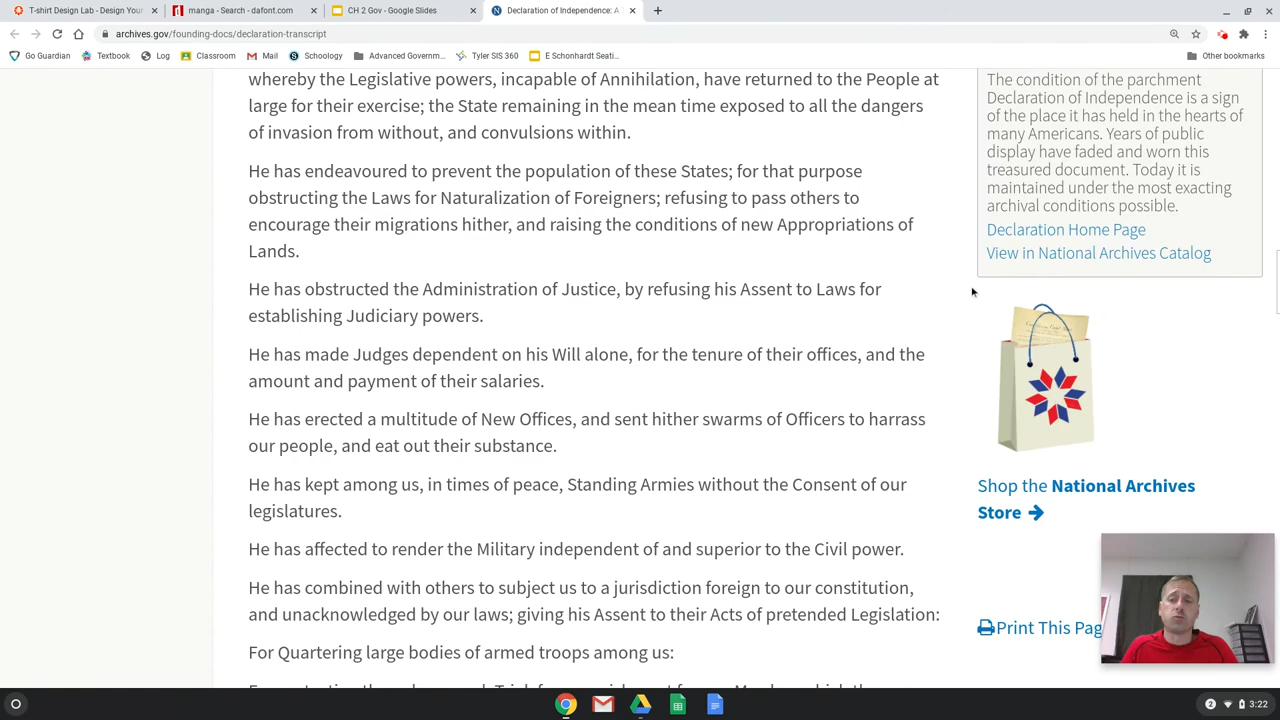 T-shirt Design Lab - Design Your
manga - Search - dafont.com
CH 2 Gov - Google Slides
Declaration of Independence: A
archives.gov/founding-docs/declaration-transcript
Go Guardian
Textbook
Log
Schoology
Classroom
Mail
Schoology
Advanced Governm...
Tyler SIS 360
E Schonhardt Seati...
Other bookmarks
whereby the Legislative powers, incapable of Annihilation, have returned to the People at
large for their exercise; the State remaining in the mean time exposed to all the dangers
of invasion from without, and convulsions within.
He has endeavoured to prevent the population of these States; for that purpose
obstructing the Laws for Naturalization of Foreigners; refusing to pass others to
encourage their migrations hither, and raising the conditions of new Appropriations of
Lands.
He has obstructed the Administration of Justice, by refusing his Assent to Laws for
establishing Judiciary powers.
He has made Judges dependent on his Will alone, for the tenure of their offices, and the
amount and payment of their salaries.
He has erected a multitude of New Offices, and sent hither swarms of Officers to harrass
our people, and eat out their substance.
He has kept among us, in times of peace, Standing Armies without the Consent of our
legislatures.
He has affected to render the Military independent of and superior to the Civil power.
He has combined with others to subject us to a jurisdiction foreign to our constitution,
and unacknowledged by our laws; giving his Assent to their Acts of pretended Legislation:
For Quartering large bodies of armed troops among us:
The condition of the parchment
Declaration of Independence is a sign
of the place it has held in the hearts of
many Americans. Years of public
display have faded and worn this
treasured document. Today it is
maintained under the most exacting
archival conditions possible.
Declaration Home Page
View in National Archives Catalog
Shop the National Archives
Store
Print This Pag
2
3:22